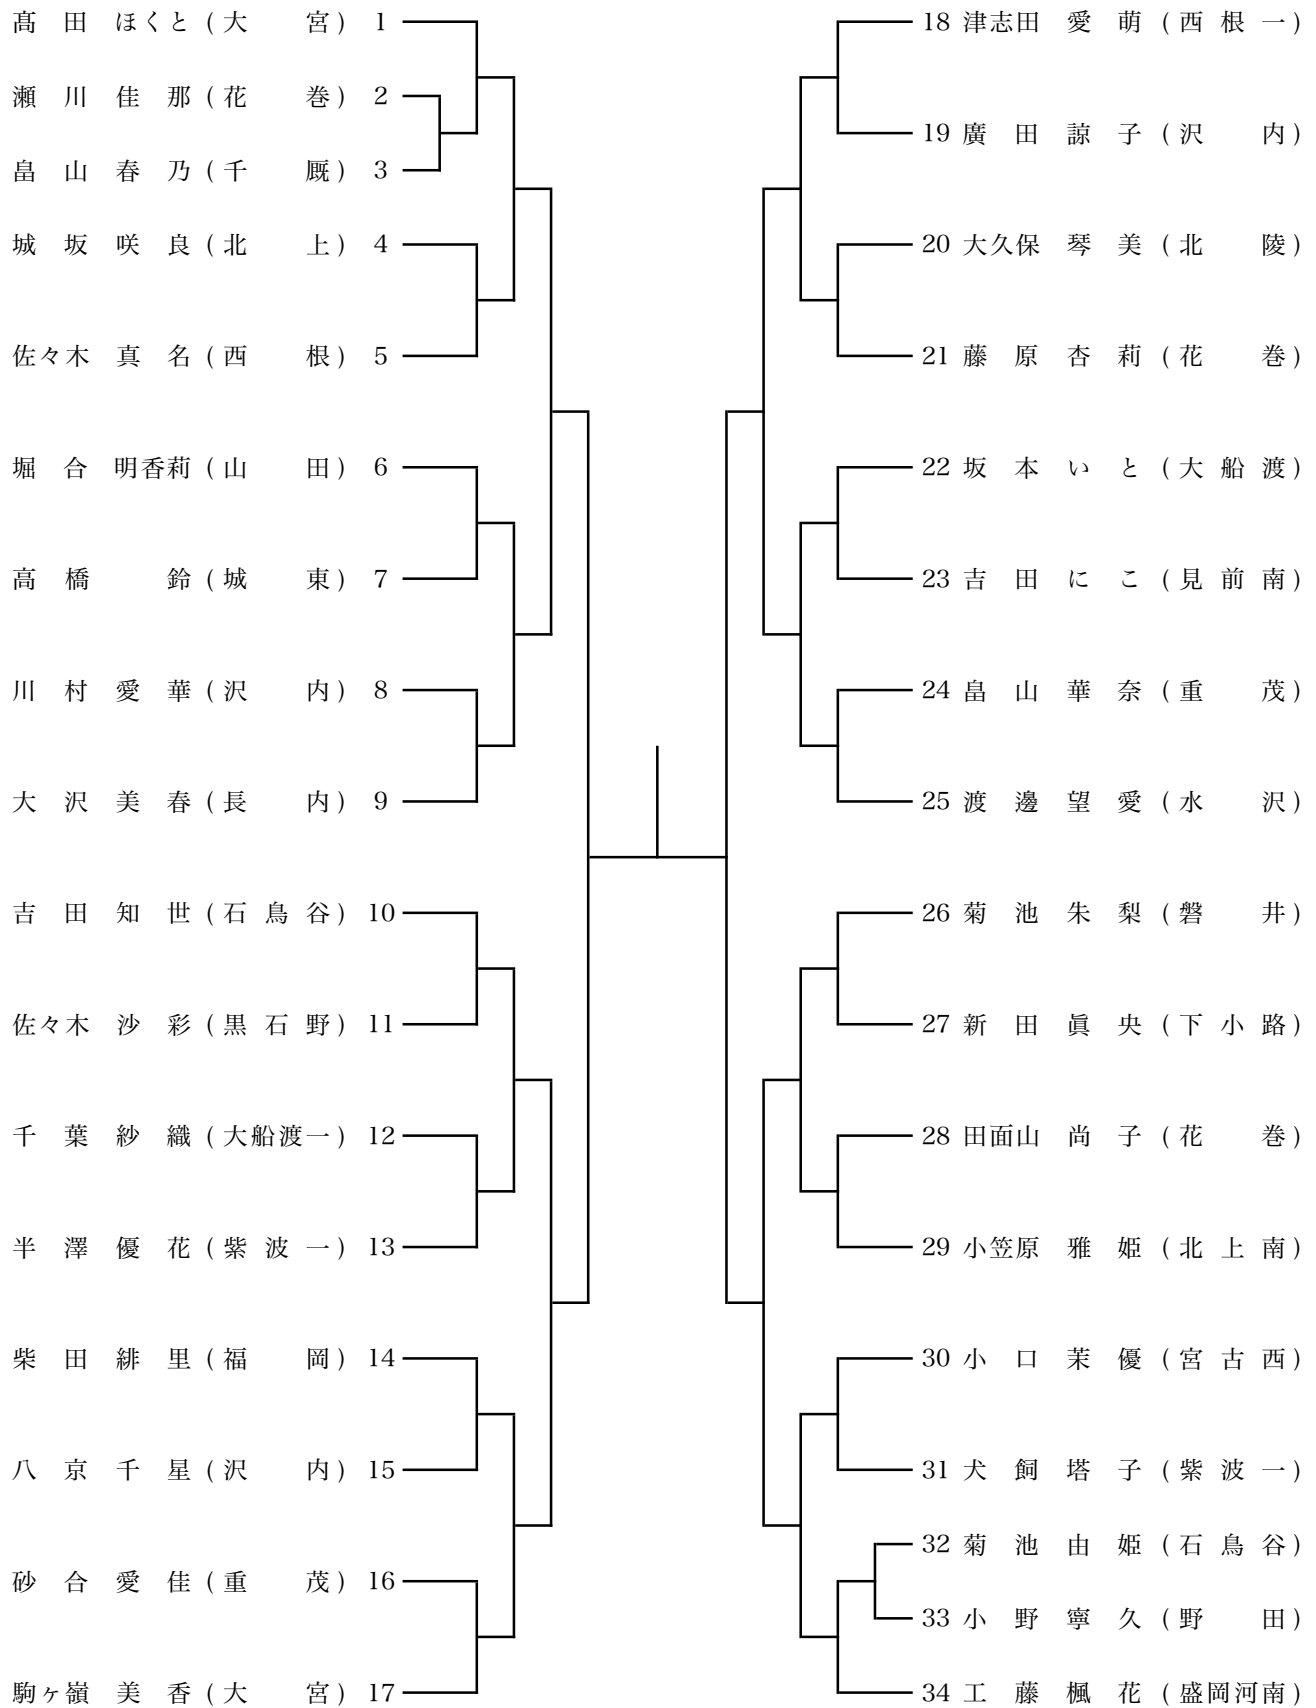 髙田ほくと(大宮) 1
瀬川佳那(花巻) 2
畠山春乃(千厩) 3
城坂咲良(北上) 4
佐々木真名(西根) 5
堀合明香莉(山田) 6
高橋鈴(城東) 7
川村愛華(沢内) 8
大沢美春(長内) 9
吉田知世(石鳥谷) 10
佐々木沙彩(黒石野) 11
千葉紗織(大船渡一) 12
半澤優花(紫波一) 13
柴田緋里(福岡) 14
八京千星(沢内) 15
砂合愛佳(重茂) 16
駒ヶ嶺美香(大宮) 17
18 津志田愛萌(西根一)
19 廣田諒子(沢内)
20 大久保琴美(北陵)
21 藤原杏莉(花巻)
22 坂本いと(大船渡)
23 吉田にこ(見前南)
24 畠山華奈(重茂)
25 渡邊望愛(水沢)
26 菊池朱梨(磐井)
27 新田眞央(下小路)
28 田面山尚子(花巻)
29 小笠原雅姫(北上南)
30 小口茉優(宮古西)
31 犬飼塔子(紫波一)
32 菊池由姫(石鳥谷)
33 小野寧久(野田)
34 工藤楓花(盛岡河南)